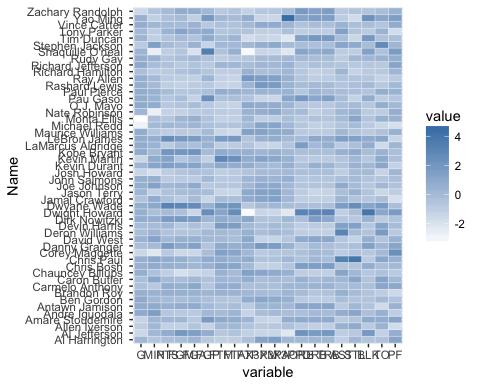 Zachary Randolph
Yao Ming
Vince Carter
Tony Parker
Tim Duncan
Stephen Jackson
Shaquille O'neal
Rudy Gay
Richard Jefferson
Richard Hamilton
Ray Allen
Rashard Lewis
Paul Pierce
Pau Gasol
O.J. Mayo
Nate Robinson
Monta Ellis
Michael Redd
Maurice Williams
LeBron James
LaMarcus Aldridge
Kobe Bryant
Kevin Martin
Kevin Durant
Josh Howard
John Salmons
Joe Johnson
Jason Terry
Jamal Crawford
Dwyane Wade
Dwight Howard
Dirk Nowitzki
Devin Harris
Deron Williams
David West
Danny Granger
Corey Maggette
Chris Paul
Chris Bosh
Chauncey Billups
Caron Butler
Carmelo Anthony
Brandon Roy
Ben Gordon
Antawn Jamison
Andre Iguodala
Amare Stoudemire
Allen Iverson
Al Jefferson
Al Harrington
Name
G MIN STL BLK TO PF
variable
value
4
2
0
-2